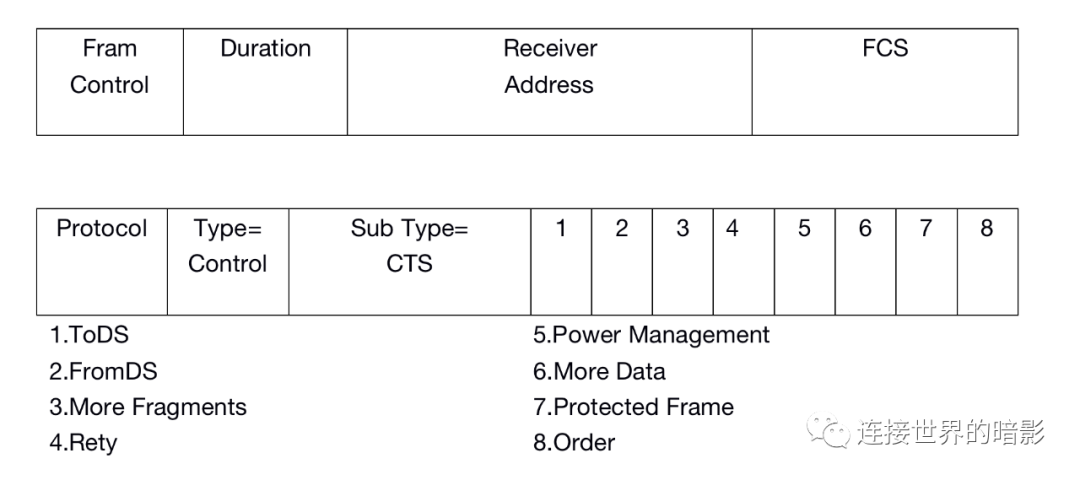 Fram Control
Duration
Receiver Address
FCS
Protocol
Type= Control
Sub Type= CTS
1 2 3 4 5 6 7 8
1.ToDS
2.FromDS
3.More Fragments
4.Rety
5.Power Management
6.More Data
7.Protected Frame
8.Order
连接世界的暗影